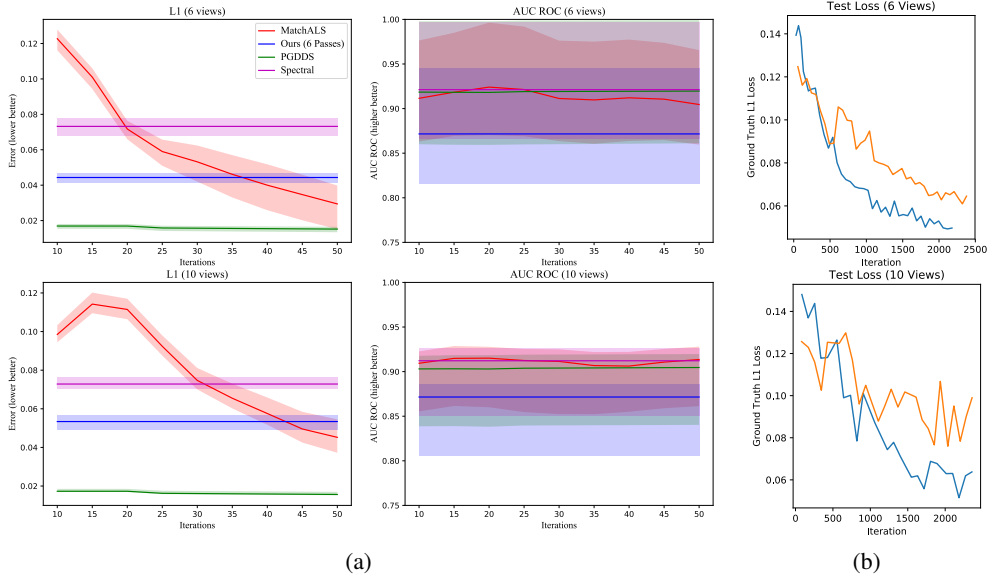 L1 (6 views)
Error (lower better)
0.12
0.10
0.08
0.06
0.04
0.02
MatchALS
Ours (6 Passes)
PGDDS
Spectral
10 15 20 25 30 35 40 45 50
Iterations
AUC ROC (6 views)
AUC ROC (higher better)
1.00
0.95
0.90
0.85
0.80
0.75
10 15 20 25 30 35 40 45 50
Iterations
Test Loss (6 Views)
Ground Truth L1 Loss
0.14
0.12
0.10
0.08
0.06
0 500 1000 1500 2000 2500
Iteration
L1 (10 views)
Error (lower better)
0.12
0.10
0.08
0.06
0.04
0.02
10 15 20 25 30 35 40 45 50
Iterations
AUC ROC (10 views)
AUC ROC (higher better)
1.00
0.95
0.90
0.85
0.80
0.75
10 15 20 25 30 35 40 45 50
Iterations
Test Loss (10 Views)
Ground Truth L1 Loss
0.14
0.12
0.10
0.08
0.06
0 500 1000 1500 2000
Iteration
(a)
(b)